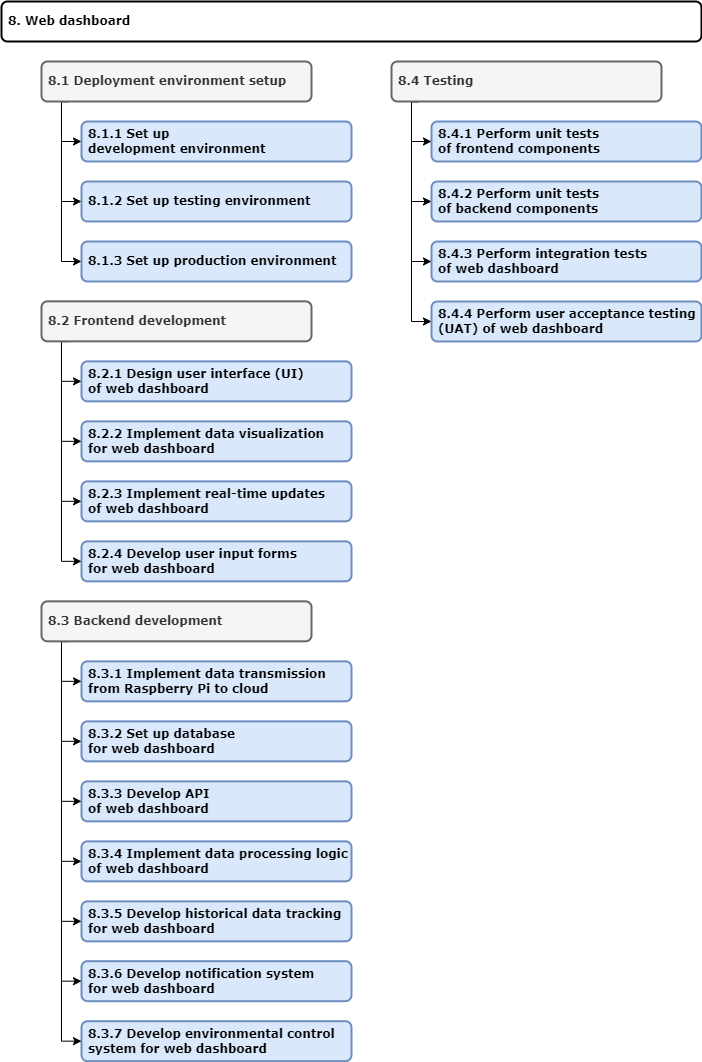 8. Web dashboard
8.1 Deployment environment setup
8.1.1 Set up
development environment
8.1.2 Set up testing environment
8.1.3 Set up production environment
8.2 Frontend development
8.2.1 Design user interface (UI)
of web dashboard
8.2.2 Implement data visualization
for web dashboard
8.2.3 Implement real-time updates
of web dashboard
8.2.4 Develop user input forms
for web dashboard
8.3 Backend development
8.3.1 Implement data transmission
from Raspberry Pi to cloud
8.3.2 Set up database
for web dashboard
8.3.3 Develop API
of web dashboard
8.3.4 Implement data processing logic
of web dashboard
8.3.5 Develop historical data tracking
for web dashboard
8.3.6 Develop notification system
for web dashboard
8.3.7 Develop environmental control
system for web dashboard
8.4 Testing
8.4.1 Perform unit tests
of frontend components
8.4.2 Perform unit tests
of backend components
8.4.3 Perform integration tests
of web dashboard
8.4.4 Perform user acceptance testing
(UAT) of web dashboard